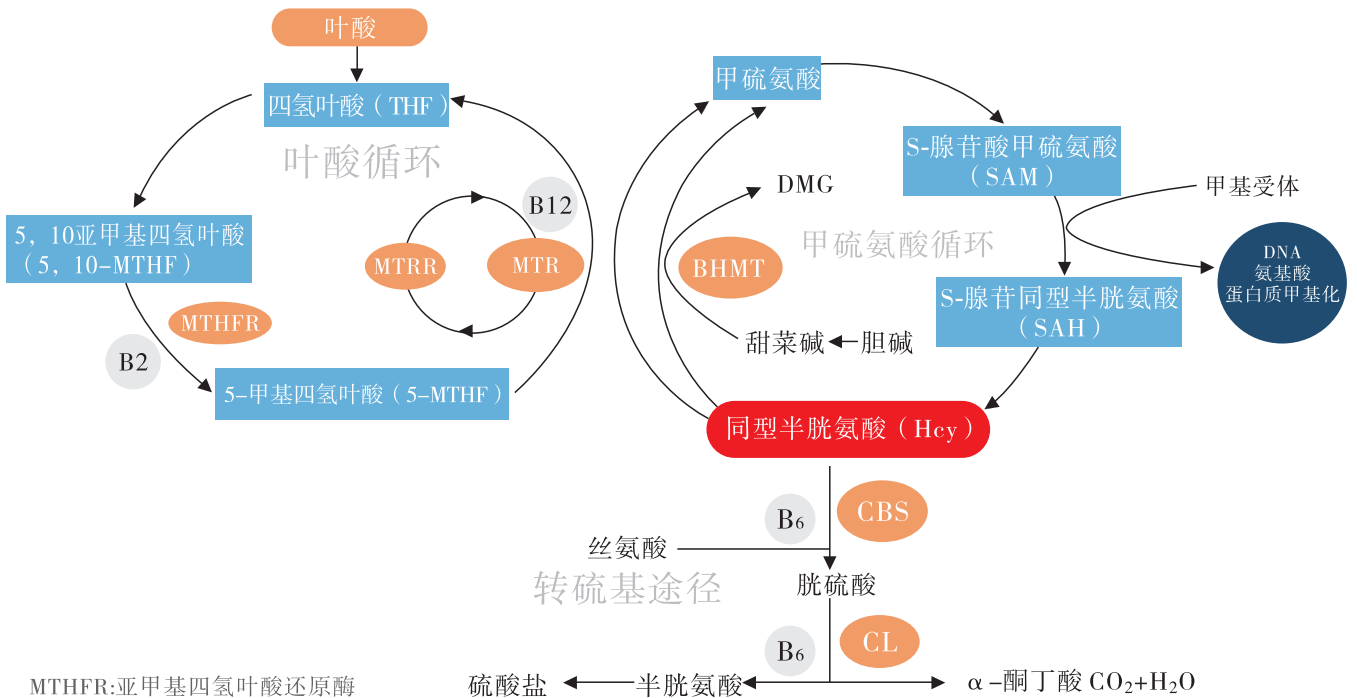 叶酸
四氢叶酸（THF）
叶酸循环
5，10亚甲基四氢叶酸
（5，10-MTHF）
MTHFR
B2
5-甲基四氢叶酸（5-MTHF）
MTRR
MTR
B12
甲硫氨酸
S-腺苷酸甲硫氨酸
（SAM）
甲基受体
DMG
甲硫氨酸循环
BHMT
DNA
氨基酸
蛋白质甲基化
S-腺苷同型半胱氨酸
（SAH）
甜菜碱
胆碱
同型半胱氨酸（Hcy）
B6
CBS
丝氨酸
胱硫酸
转硫基途径
B6
CL
硫酸盐
半胱氨酸
α-酮丁酸 CO2+H2O
MTHFR:亚甲基四氢叶酸还原酶